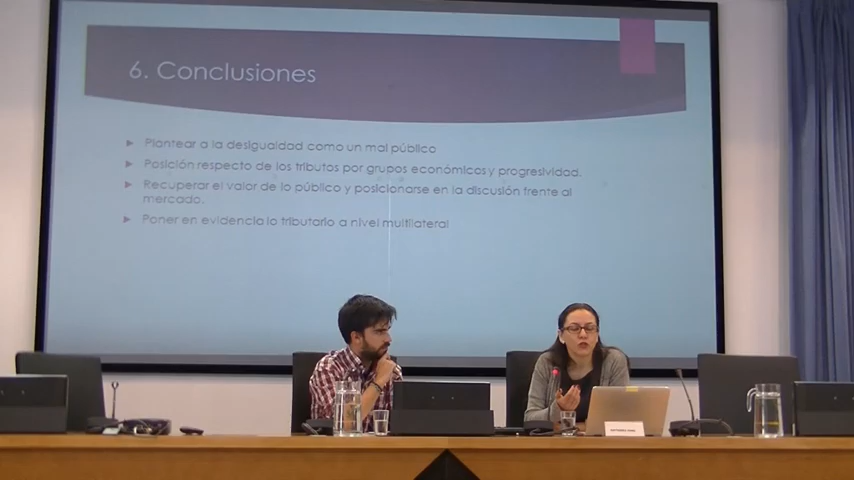 6. Conclusiones
Plantear a la desigualdad como un mal público
Posición respecto de los tributos por grupos económicos y progresividad.
Recuperar el valor de lo público y posicionarse en la discusión frente al
mercado.
Poner en evidencia lo tributario a nivel multilateral